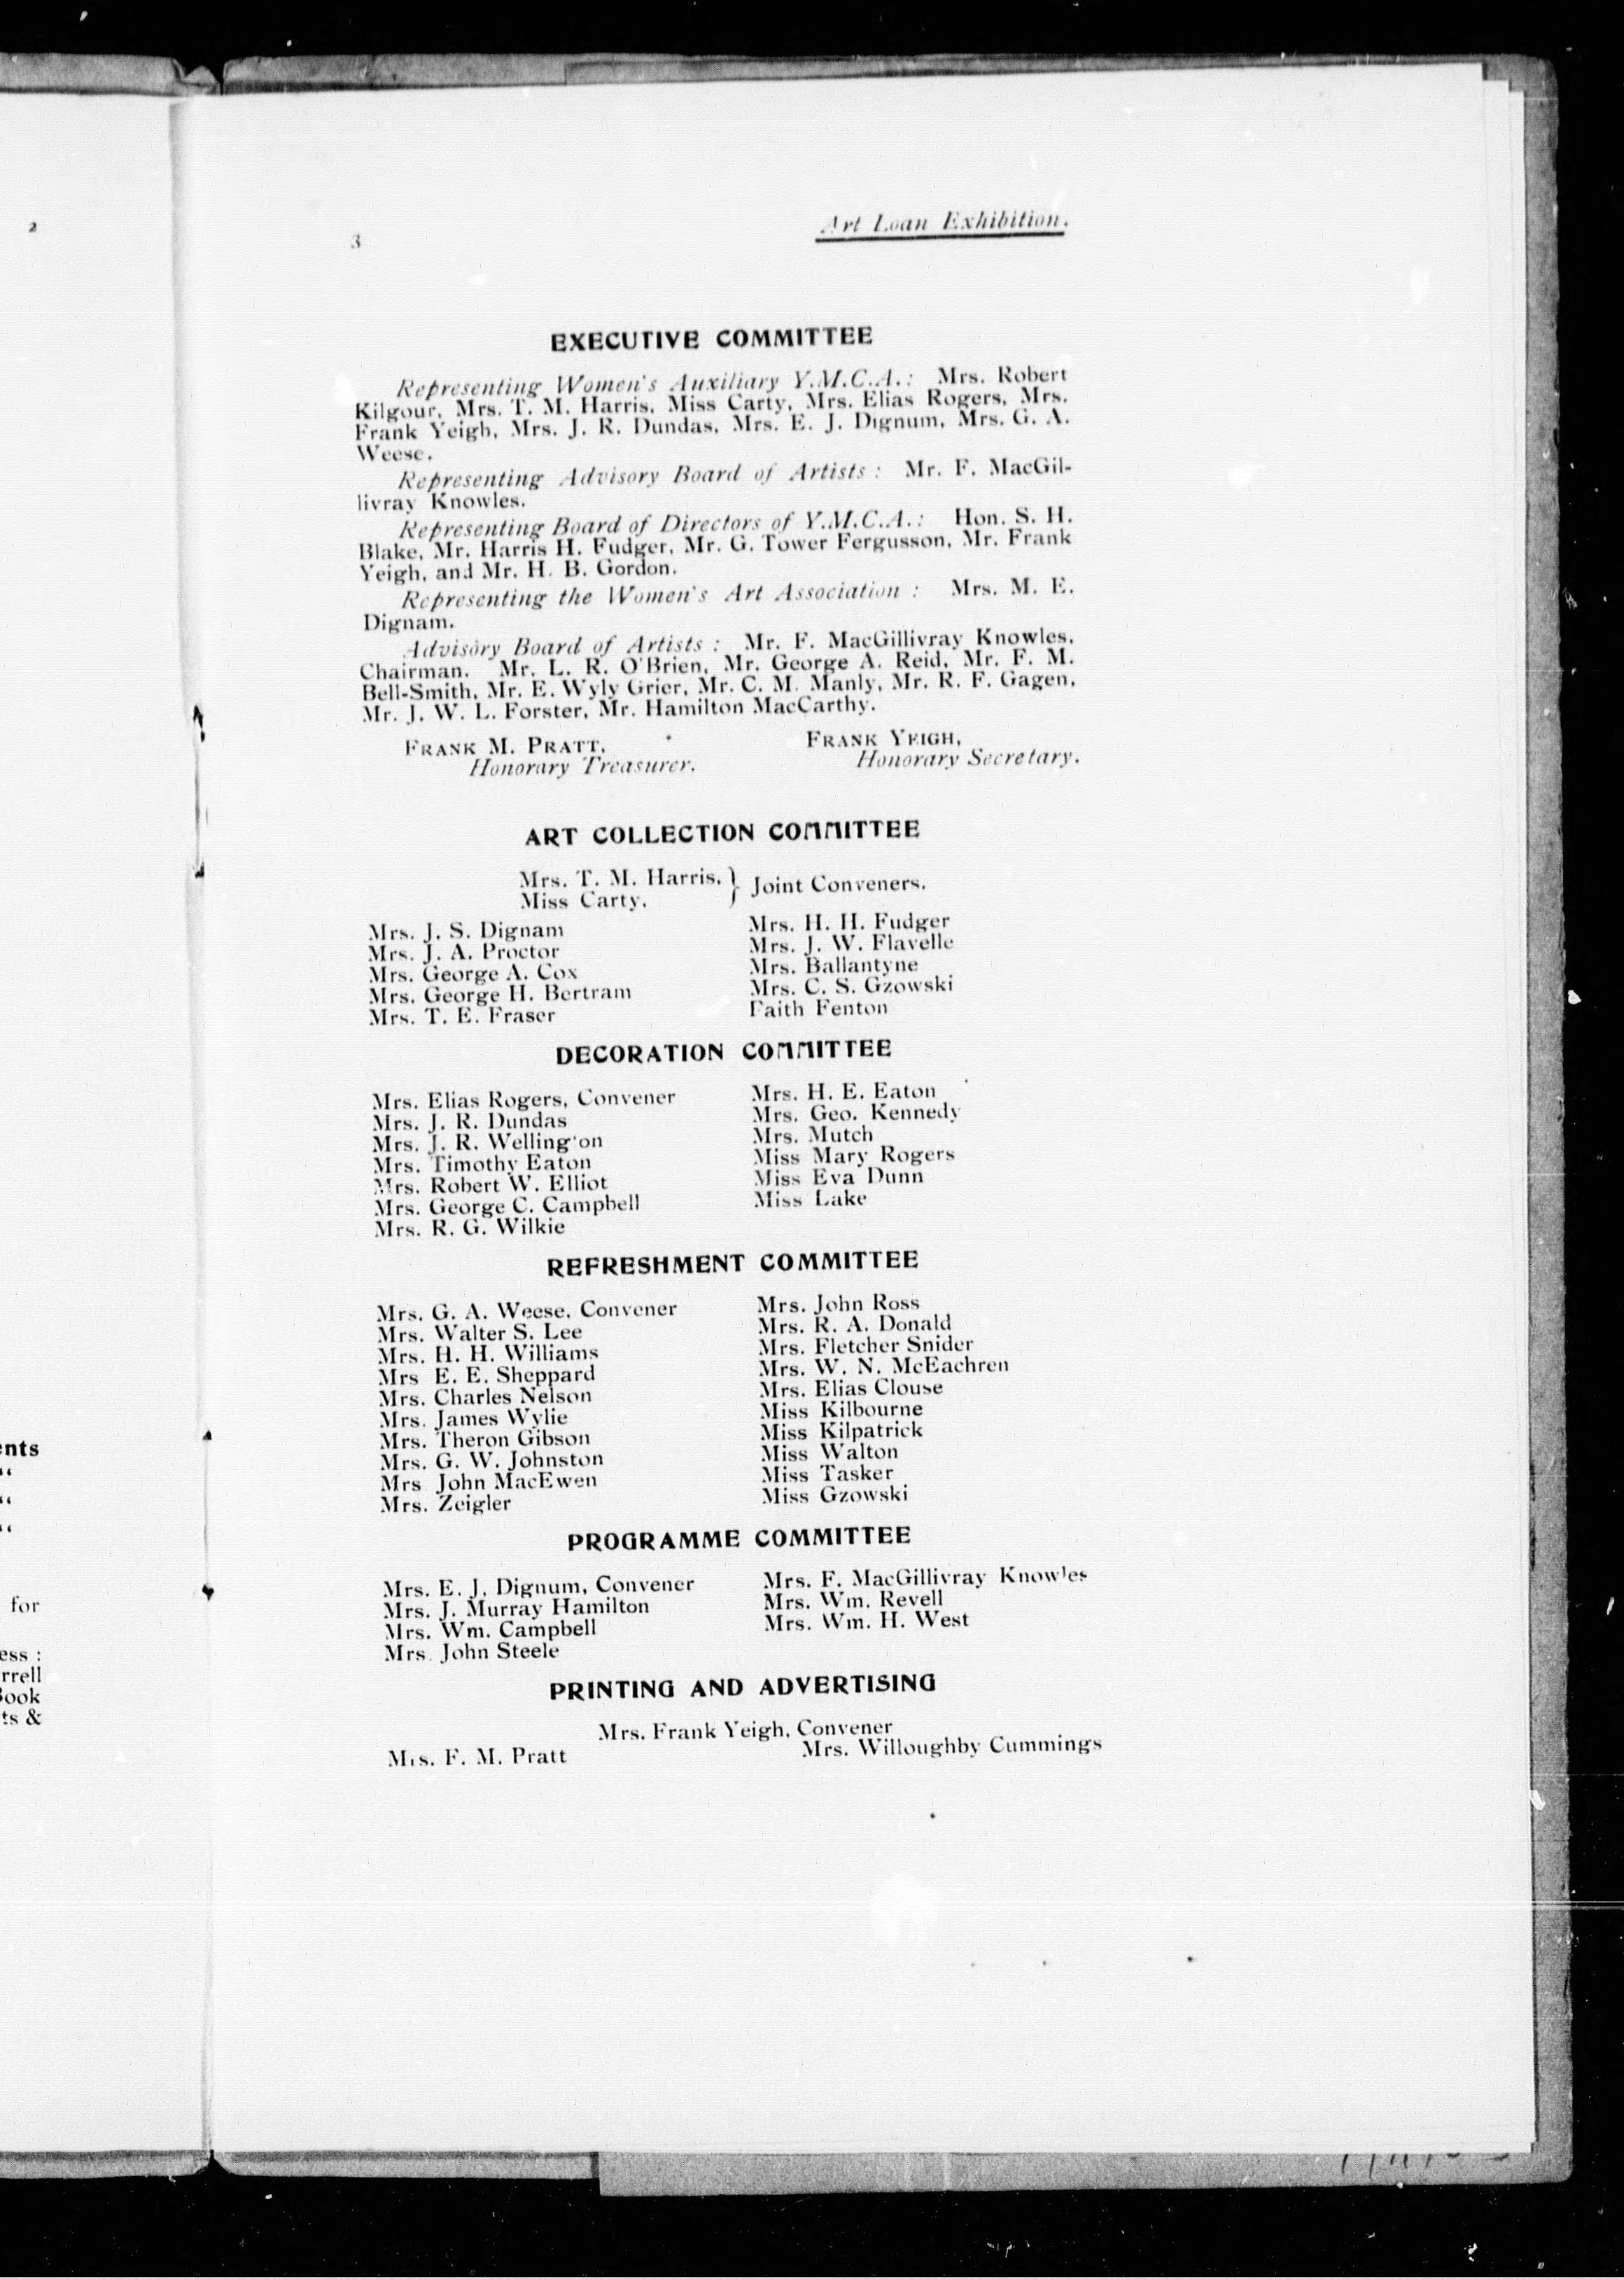 2
ents
“
“
“
for
ess :
rrell
Book
ts &
3
Art Loan Exhibition.
EXECUTIVE COMMITTEE
Representing Women's Auxiliary Y.M.C.A.: Mrs. Robert
Kilgour, Mrs. T. M. Harris, Miss Carty, Mrs. Elias Rogers, Mrs.
Frank Yeigh, Mrs. J. R. Dundas, Mrs. E. J. Dignum, Mrs. G. A.
Weese.
Representing Advisory Board of Artists : Mr. F. MacGil-
livray Knowles.
Representing Board of Directors of Y.M.C.A.: Hon. S. H.
Blake, Mr. Harris H. Fudger, Mr. G. Tower Fergusson, Mr. Frank
Yeigh, and Mr. H. B. Gordon.
Representing the Women's Art Association : Mrs. M. E.
Dignam.
Advisory Board of Artists : Mr. F. MacGillivray Knowles,
Chairman. Mr. L. R. O'Brien, Mr. George A. Reid, Mr. F. M.
Bell-Smith, Mr. E. Wyly Grier, Mr. C. M. Manly, Mr. R. F. Gagen,
Mr. J. W. L. Forster, Mr. Hamilton MacCarthy.
FRANK M. PRATT, FRANK YEIGH,
Honorary Treasurer. Honorary Secretary.
ART COLLECTION COMMITTEE
Mrs. T. M. Harris, } Joint Conveners.
Miss Carty,
Mrs. J. S. Dignam
Mrs. J. A. Proctor
Mrs. George A. Cox
Mrs. George H. Bertram
Mrs. T. E. Fraser
Mrs. H. H. Fudger
Mrs. J. W. Flavelle
Mrs. Ballantyne
Mrs. C. S. Gzowski
Faith Fenton
DECORATION COMMITTEE
Mrs. Elias Rogers, Convener
Mrs. J. R. Dundas
Mrs. J. R. Wellington
Mrs. Timothy Eaton
Mrs. Robert W. Elliot
Mrs. George C. Campbell
Mrs. R. G. Wilkie
Mrs. H. E. Eaton
Mrs. Geo. Kennedy
Mrs. Mutch
Miss Mary Rogers
Miss Eva Dunn
Miss Lake
REFRESHMENT COMMITTEE
Mrs. G. A. Weese, Convener
Mrs. Walter S. Lee
Mrs. H. H. Williams
Mrs E. E. Sheppard
Mrs. Charles Nelson
Mrs. James Wylie
Mrs. Theron Gibson
Mrs. G. W. Johnston
Mrs John MacEwen
Mrs. Zeigler
Mrs. John Ross
Mrs. R. A. Donald
Mrs. Fletcher Snider
Mrs. W. N. McEachren
Mrs. Elias Clouse
Miss Kilbourne
Miss Kilpatrick
Miss Walton
Miss Tasker
Miss Gzowski
PROGRAMME COMMITTEE
Mrs. E. J. Dignum, Convener
Mrs. J. Murray Hamilton
Mrs. Wm. Campbell
Mrs. John Steele
Mrs. F. MacGillivray Knowles
Mrs. Wm. Revell
Mrs. Wm. H. West
PRINTING AND ADVERTISING
Mrs. Frank Yeigh, Convener
Mrs. F. M. Pratt Mrs. Willoughby Cummings